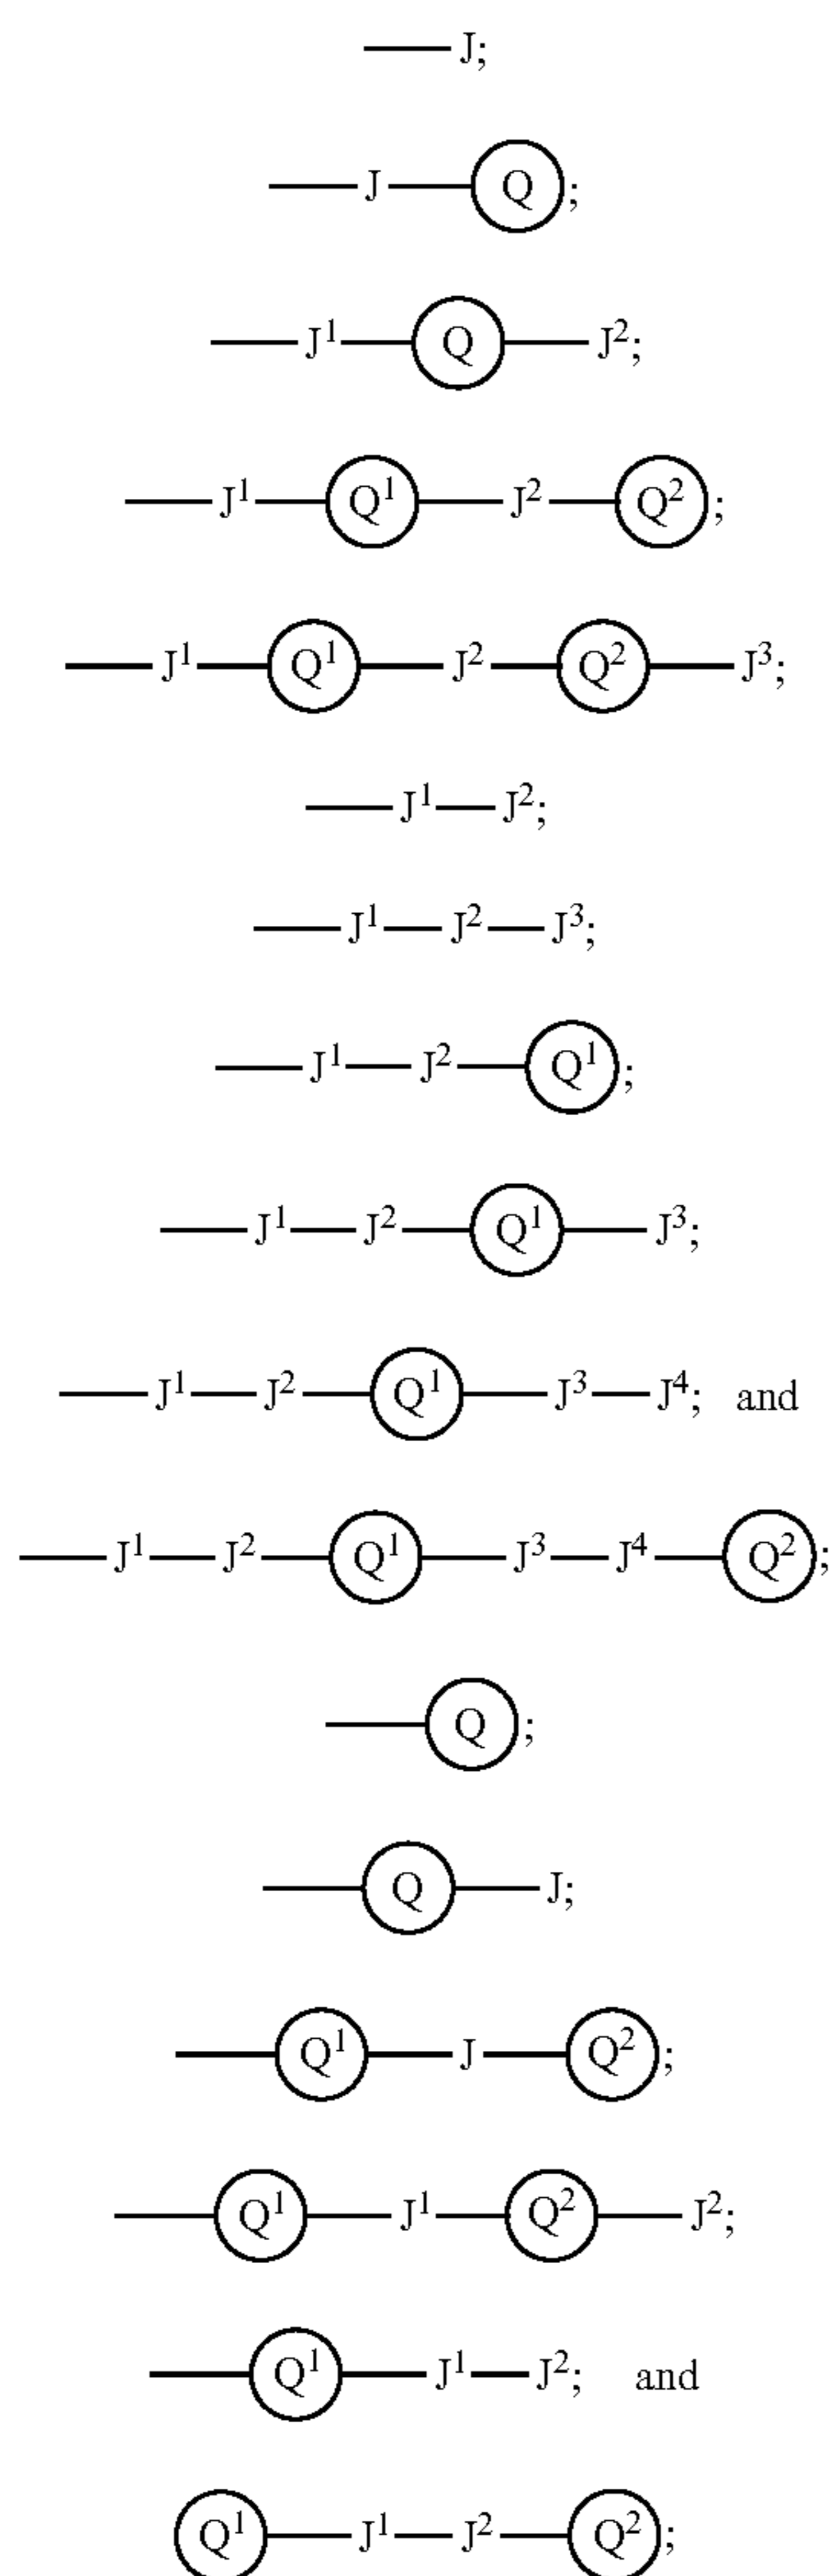 J;
J Q;
J¹ Q J²;
J¹ Q¹ J² Q²;
J¹ Q¹ J² Q² J³;
J¹ J²;
J¹ J² J³;
J¹ J² Q¹;
J¹ J² Q¹ J³;
J¹ J² Q¹ J³ J⁴; and
J¹ J² Q¹ J³ J⁴ Q²;
Q;
Q J;
Q¹ J Q²;
Q¹ J¹ Q² J²;
Q¹ J¹ J²; and
Q¹ J¹ J² Q²;